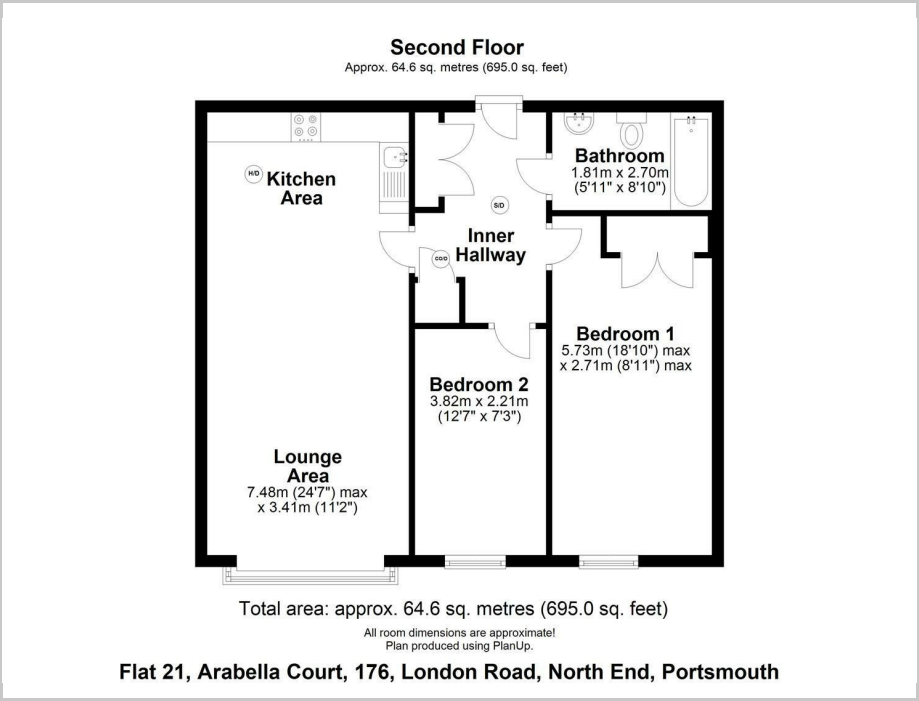 Second Floor
Approx. 64.6 sq. metres (695.0 sq. feet)
H/D
Kitchen
Area
S/D
Inner
Hallway
CO/D
Bathroom
1.81m x 2.70m
(5'11" x 8'10")
Bedroom 1
5.73m (18'10") max
x 2.71m (8'11") max
Bedroom 2
3.82m x 2.21m
(12'7" x 7'3")
Lounge
Area
7.48m (24'7") max
x 3.41m (11'2")
Total area: approx. 64.6 sq. metres (695.0 sq. feet)
All room dimensions are approximate!
Plan produced using PlanUp.
Flat 21, Arabella Court, 176, London Road, North End, Portsmouth